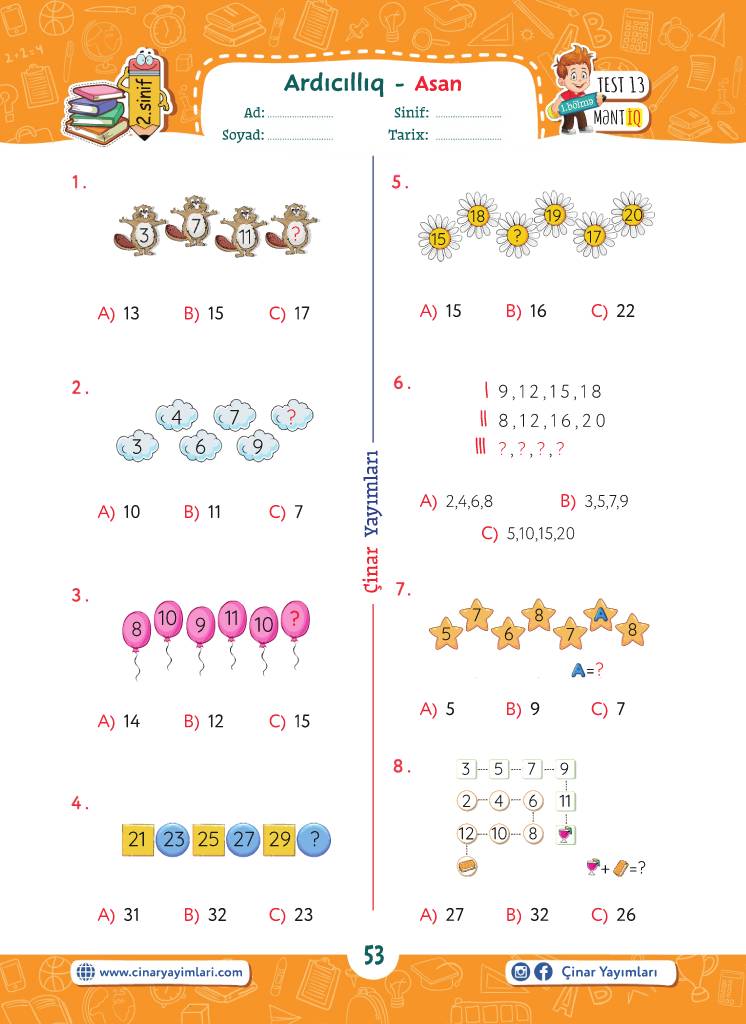 2+2=4
2.sinif
Ardıcıllıq - Asan
Ad: ....................
Sinif: ....................
Soyad: ....................
Tarix: ....................
1.bölmə
TEST 13
MƏNTİQ
1.
3 7 11 ?
A) 13 B) 15 C) 17
2.
4 7 ?
3 6 9
A) 10 B) 11 C) 7
3.
8 10 9 11 10 ?
A) 14 B) 12 C) 15
4.
21 23 25 27 29 ?
A) 31 B) 32 C) 23
Çinar Yayımları
5.
15 18 ? 19 17 20
A) 15 B) 16 C) 22
6.
I 9,12,15,18
II 8,12,16,20
III ?,?,?,?
A) 2,4,6,8 B) 3,5,7,9
C) 5,10,15,20
7.
5 7 6 8 7 A 8
A=?
A) 5 B) 9 C) 7
8.
3 5 7 9
2 4 6 11
12 10 8
+ =?
A) 27 B) 32 C) 26
www.cinaryayimlari.com
53
Çinar Yayımları